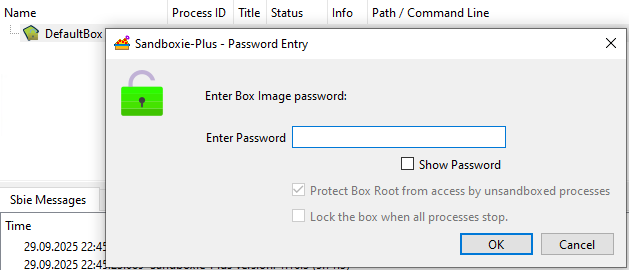 Name Process ID Title Status Info Path / Command Line
DefaultBox
Sandboxie-Plus - Password Entry
Enter Box Image password:
Enter Password
Show Password
Protect Box Root from access by unsandboxed processes
Lock the box when all processes stop.
OK Cancel
Sbie Messages
Time
29.09.2025 22:45
29.09.2025 22:45